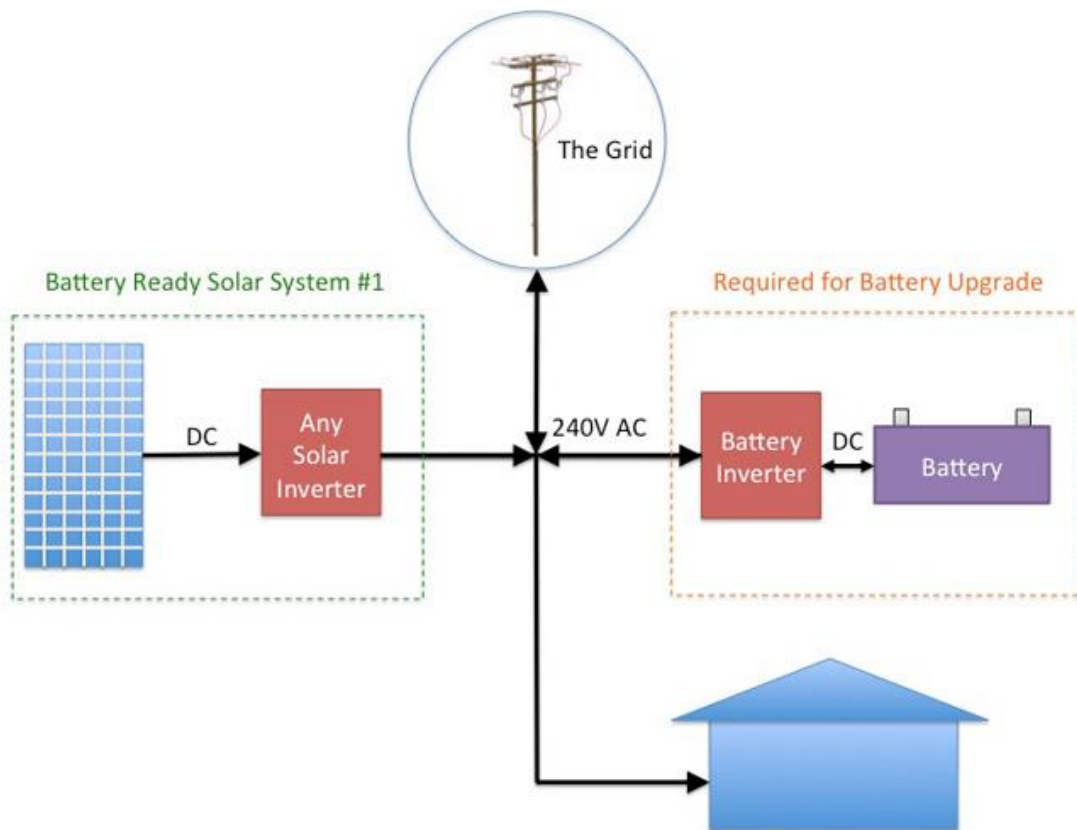 The Grid
Battery Ready Solar System #1
Required for Battery Upgrade
DC
Any
Solar
Inverter
240V AC
Battery
Inverter
DC
Battery